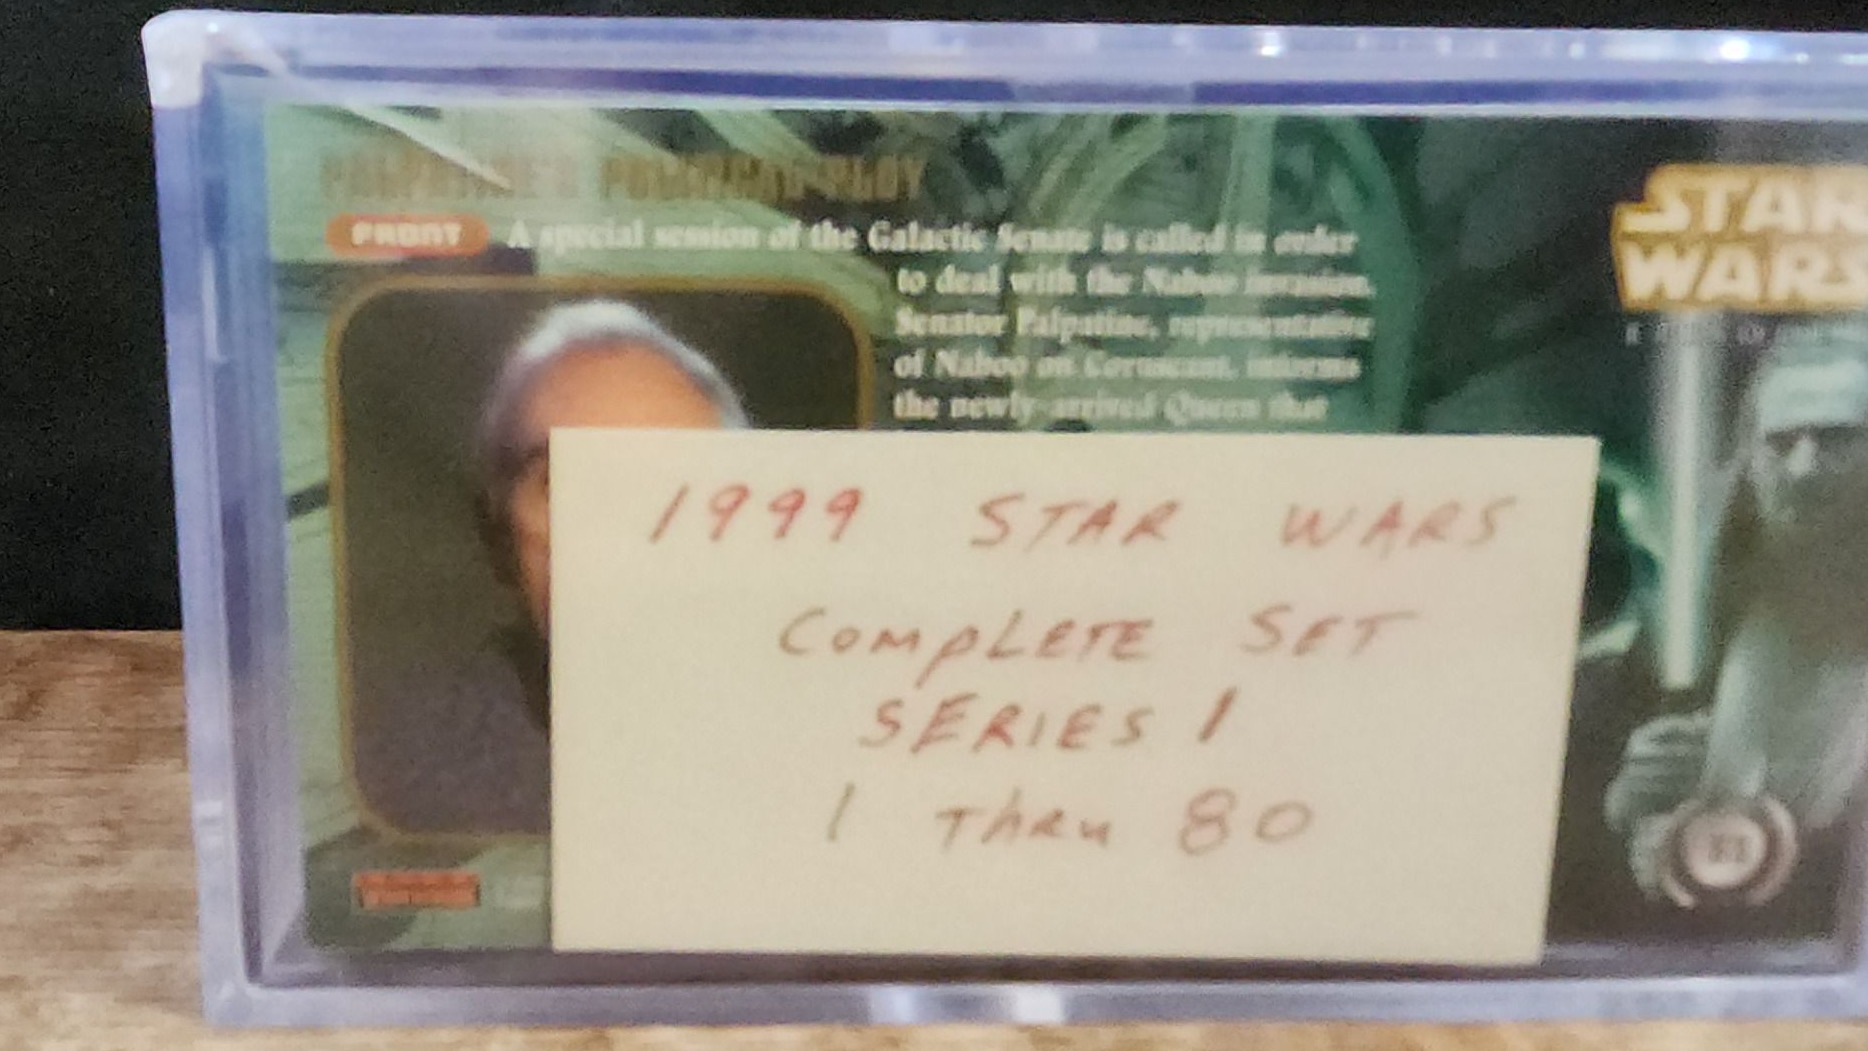 FRONT A special session of the Galactic Senate is called in order
to deal with the Naboo invasion.
Senator Palpatine, representative
of Naboo on Coruscant, informs
the newly-arrived Queen that
STAR
WARS
1999 STAR WARS
COMPLETE SET
SERIES 1
1 THRU 80